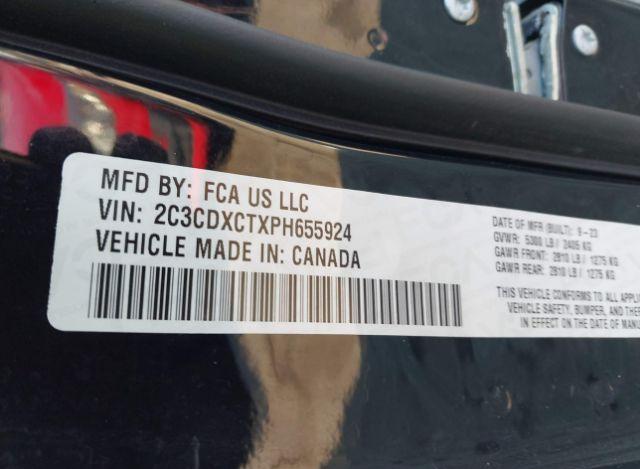 MFD BY: FCA US LLC
VIN: 2C3CDXCTXPH655924
VEHICLE MADE IN: CANADA
DATE OF MFR (BUILT): 9-23
GVWR: 5300 LB / 2405 KG
GAWR FRONT: 2810 LB / 1275 KG
GAWR REAR: 2810 LB / 1275 KG
THIS VEHICLE CONFORMS TO ALL APPL
VEHICLE SAFETY, BUMPER, AND THEF
IN EFFECT ON THE DATE OF MANU